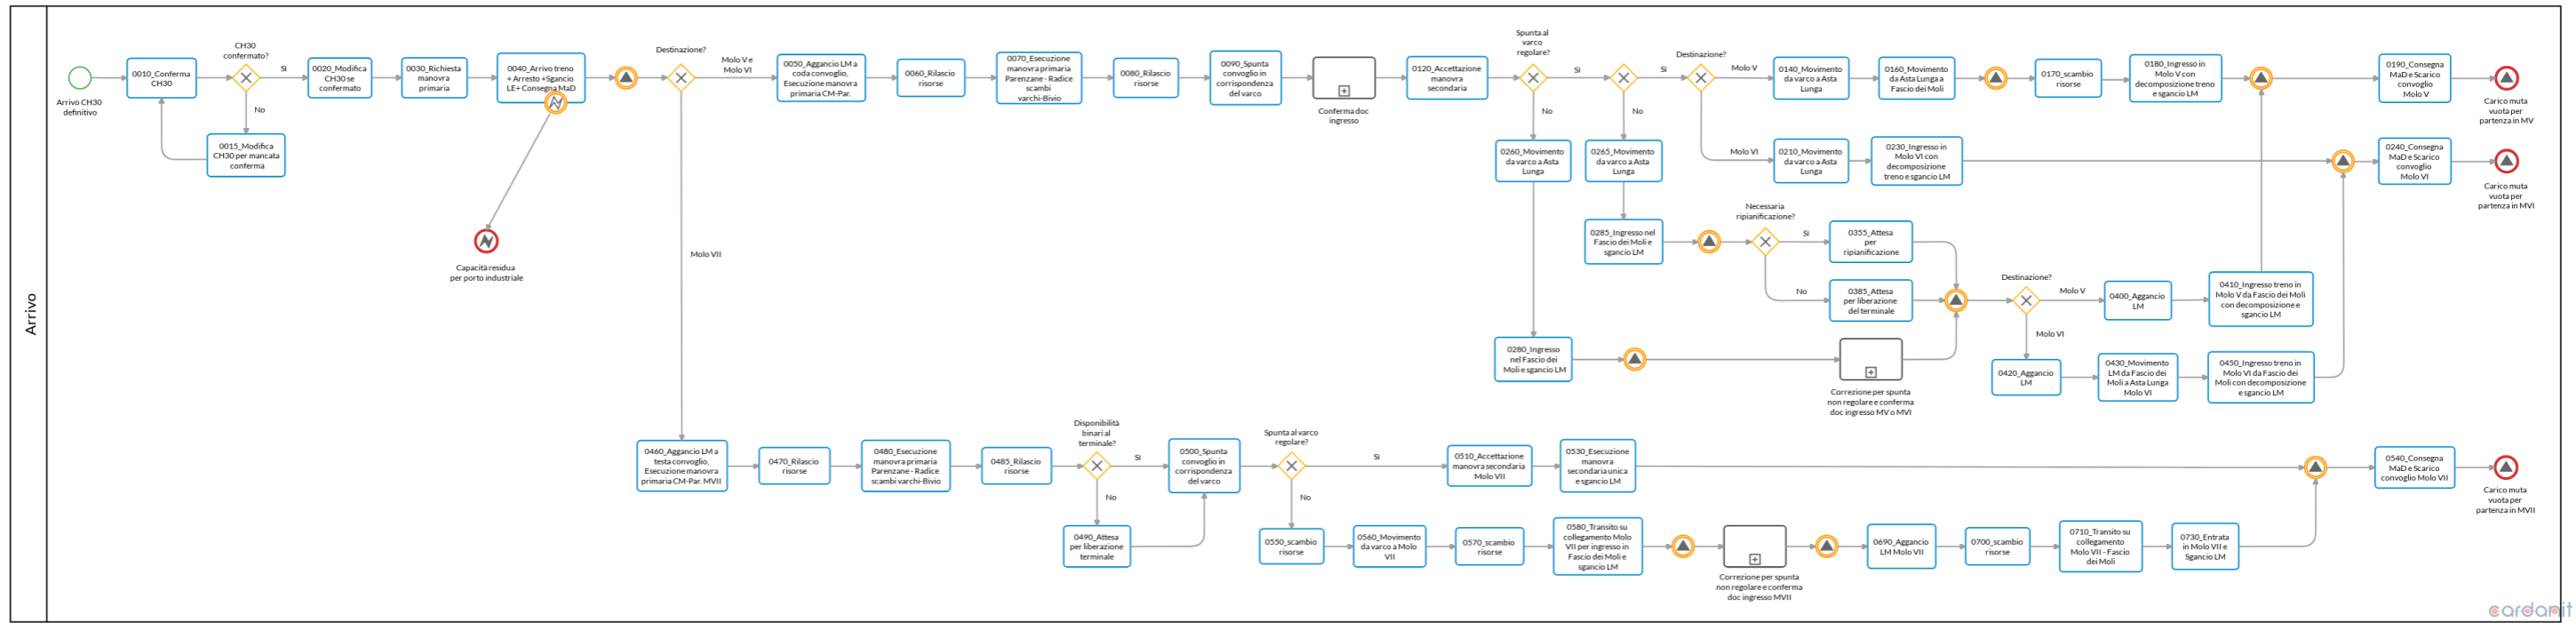 Arrivo
Arrivo CH30
definitivo
0010_Conferma
CH30
CH30
confermato?
Si
No
0015_Modifica
CH30 per mancata
conferma
0020_Modifica
CH30 se
confermato
0030_Richiesta
manovra
primaria
0040_Arrivo treno
+ Arresto +Sgancio
LE+ Consegna MaD
Capacità residua
per porto industriale
Destinazione?
Molo V e
Molo VI
Molo VII
0050_Aggancio LM a
coda convoglio,
Esecuzione manovra
primaria CM-Par.
0060_Rilascio
risorse
0070_Esecuzione
manovra primaria
Parenzane - Radice
scambi
varchi-Bivio
0080_Rilascio
risorse
0090_Spunta
convoglio in
corrispondenza
del varco
Conferma doc
ingresso
0120_Accettazione
manovra
secondaria
Spunta al
varco
regolare?
Si
No
Si
No
Destinazione?
Molo V
Molo VI
0140_Movimento
da varco a Asta
Lunga
0160_Movimento
da Asta Lunga a
Fascio dei Moli
0170_scambio
risorse
0180_Ingresso in
Molo V con
decomposizione treno
e sgancio LM
0190_Consegna
MaD e Scarico
convoglio
Molo V
Carico muta
vuota per
partenza in MV
0260_Movimento
da varco a Asta
Lunga
0265_Movimento
da varco a Asta
Lunga
0210_Movimento
da varco a Asta
Lunga
0230_Ingresso in
Molo VI con
decomposizione
treno e sgancio LM
0240_Consegna
MaD e Scarico
convoglio
Molo VI
Carico muta
vuota per
partenza in MVI
0285_Ingresso nel
Fascio dei Moli e
sgancio LM
Necessaria
ripianificazione?
Si
No
0355_Attesa
per
ripianificazione
0385_Attesa
per liberazione
del terminale
Destinazione?
Molo V
Molo VI
0400_Aggancio
LM
0410_Ingresso treno in
Molo V da Fascio dei Moli
con decomposizione e
sgancio LM
0280_Ingresso
nel Fascio dei
Moli e sgancio LM
Correzione per spunta
non regolare e conferma
doc ingresso MV o MVI
0420_Aggancio
LM
0430_Movimento
LM da Fascio dei
Moli a Asta Lunga
Molo VI
0450_Ingresso treno in
Molo VI da Fascio dei
Moli con decomposizione
e sgancio LM
0460_Aggancio LM a
testa convoglio,
Esecuzione manovra
primaria CM-Par. MVII
0470_Rilascio
risorse
0480_Esecuzione
manovra primaria
Parenzane - Radice
scambi varchi-Bivio
0485_Rilascio
risorse
Disponibilità
binari al
terminale?
Si
No
0490_Attesa
per liberazione
terminale
0500_Spunta
convoglio in
corrispondenza
del varco
Spunta al varco
regolare?
Si
No
0510_Accettazione
manovra secondaria
Molo VII
0530_Esecuzione
manovra
secondaria unica
e sgancio LM
0540_Consegna
MaD e Scarico
convoglio Molo VII
Carico muta
vuota per
partenza in MVII
0550_scambio
risorse
0560_Movimento
da varco a Molo
VII
0570_scambio
risorse
0580_Transito su
collegamento Molo
VII per ingresso in
Fascio dei Moli e
sgancio LM
Correzione per spunta
non regolare e conferma
doc ingresso MVII
0690_Aggancio
LM Molo VII
0700_scambio
risorse
0710_Transito su
collegamento
Molo VII - Fascio
dei Moli
0730_Entrata
in Molo VII e
Sgancio LM
cardanit